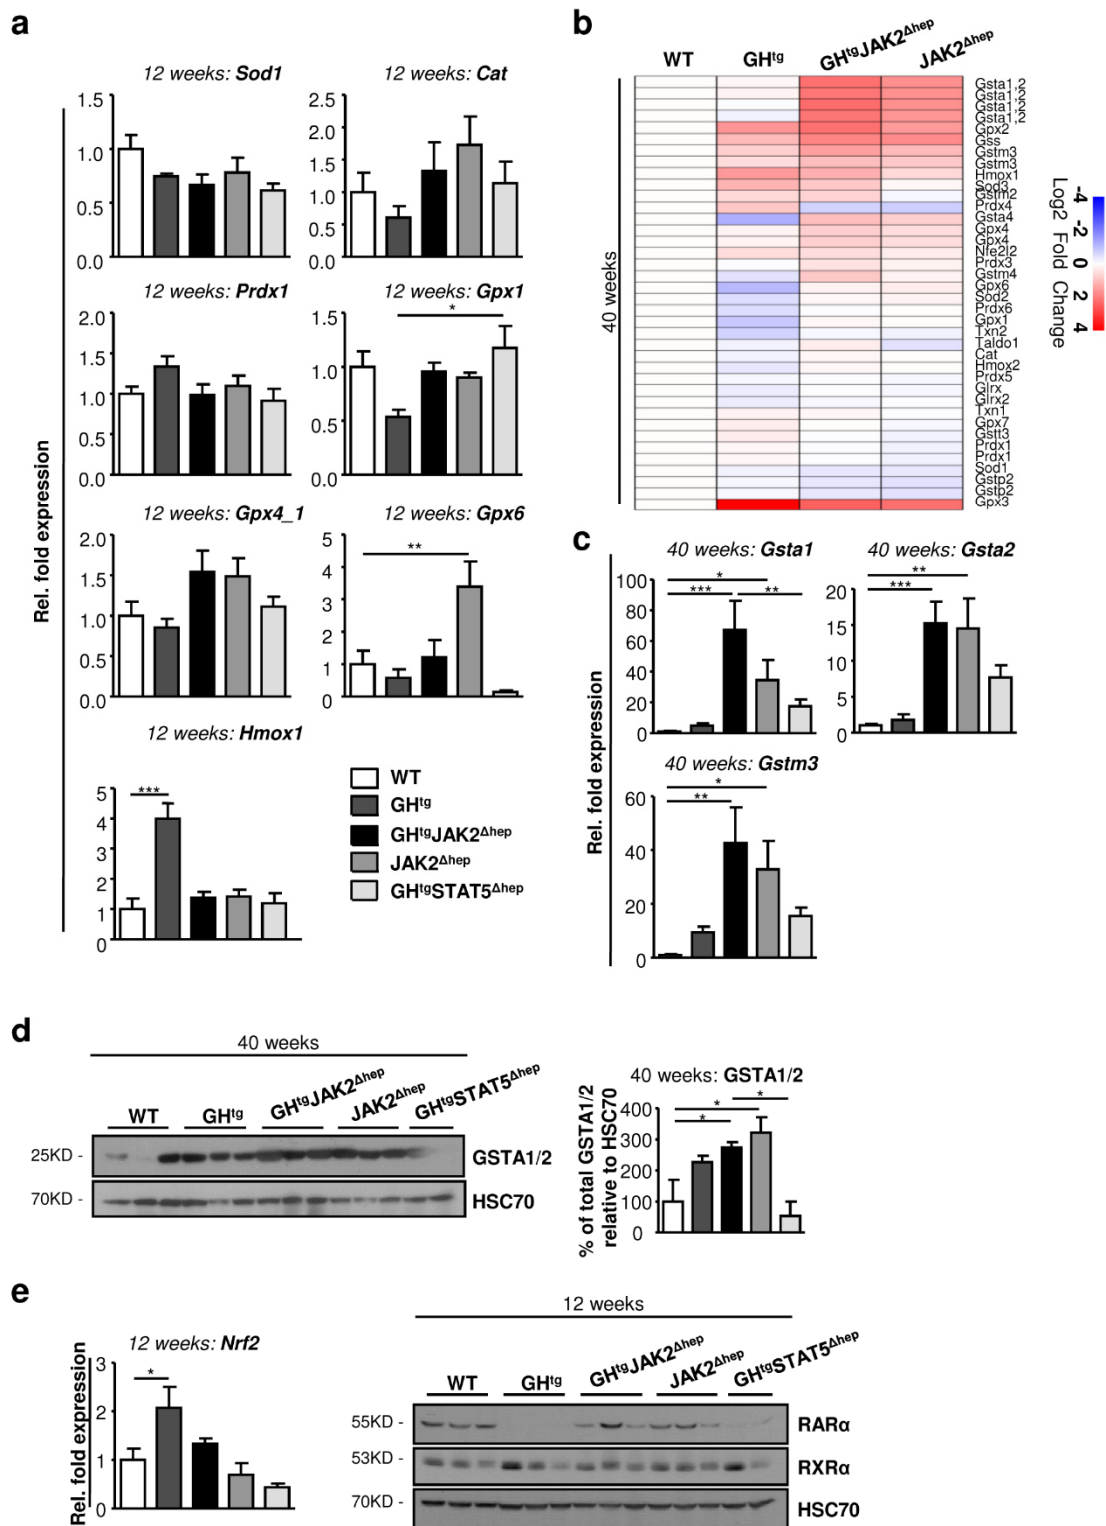 a
12 weeks: Sod1
12 weeks: Cat
1.5
1.0
0.5
0.0
2.5
2.0
1.5
1.0
0.5
0.0
12 weeks: Prdx1
12 weeks: Gpx1
2.0
1.5
1.0
0.5
0.0
1.5
1.0
0.5
0.0
*
12 weeks: Gpx4_1
12 weeks: Gpx6
2.0
1.5
1.0
0.5
0.0
5
4
3
2
1
0
**
12 weeks: Hmox1
5
4
3
2
1
0
***
Rel. fold expression
WT
GHtg
GHtgJAK2Δhep
JAK2Δhep
GHtgSTAT5Δhep
b
WT
GHtg
GHtgJAK2Δhep
JAK2Δhep
40 weeks
Gsta1,2
Gsta1,2
Gsta1,2
Gsta1,2
Gpx2
Gss
Gstm3
Gstm3
Hmox1
Sod3
Gstm2
Prdx4
Gsta4
Gpx4
Gpx4
Nfe2l2
Prdx3
Gstm4
Gpx6
Sod2
Prdx6
Gpx1
Txn2
Taldo1
Cat
Hmox2
Prdx5
Glrx
Glrx2
Txn1
Gpx7
Gstt3
Prdx1
Prdx1
Sod1
Gstp2
Gstp2
Gpx3
-4
-2
0
2
4
Log2 Fold Change
c
40 weeks: Gsta1
40 weeks: Gsta2
100
80
60
40
20
0
*
***
**
20
15
10
5
0
**
***
40 weeks: Gstm3
60
40
20
0
*
**
Rel. fold expression
d
40 weeks
WT
GHtg
GHtgJAK2Δhep
JAK2Δhep
GHtgSTAT5Δhep
25KD -
GSTA1/2
70KD -
HSC70
40 weeks: GSTA1/2
400
300
200
100
0
*
*
*
% of total GSTA1/2
relative to HSC70
e
12 weeks: Nrf2
3
2
1
0
*
Rel. fold expression
12 weeks
WT
GHtg
GHtgJAK2Δhep
JAK2Δhep
GHtgSTAT5Δhep
55KD -
RARα
53KD -
RXRα
70KD -
HSC70